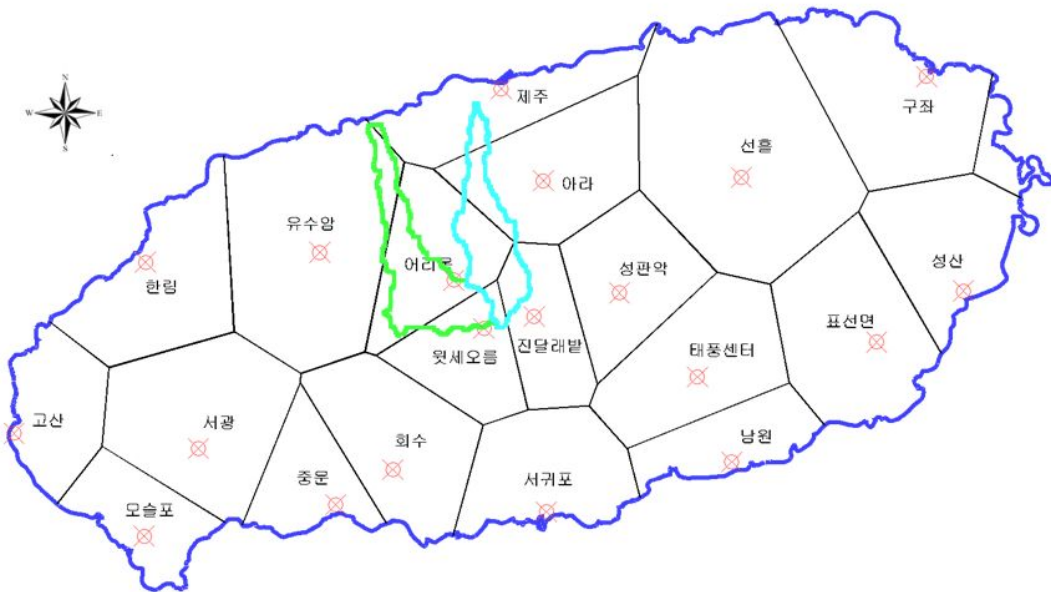 N
W E
S
제주
구좌
선흘
아라
유수암
어리목
성판악
성산
한림
표선면
진달래밭
윗세오름
태풍센터
고산
서광
회수
남원
중문
서귀포
모슬포